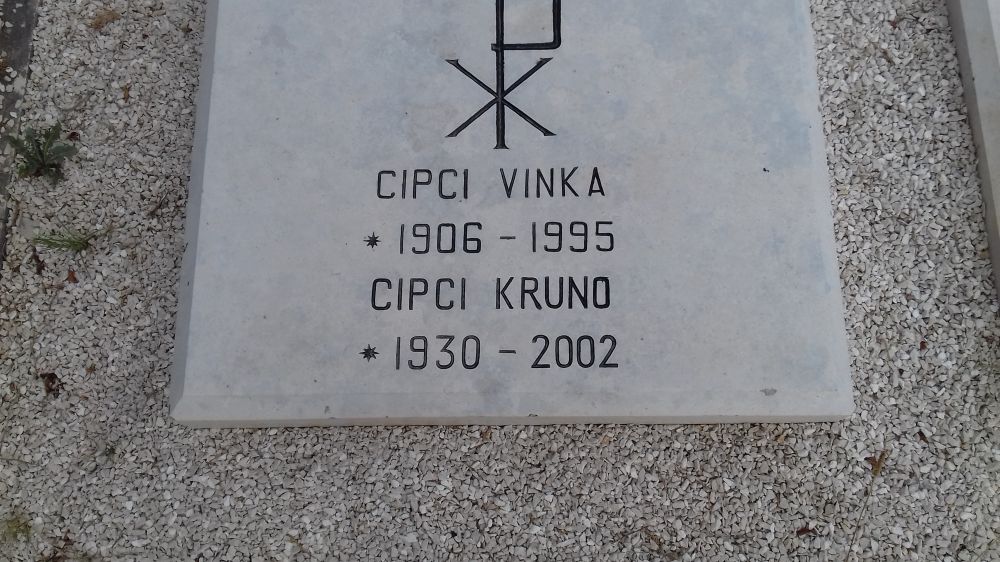 CIPCI VINKA
* 1906 - 1995
CIPCI KRUNO
* 1930 - 2002